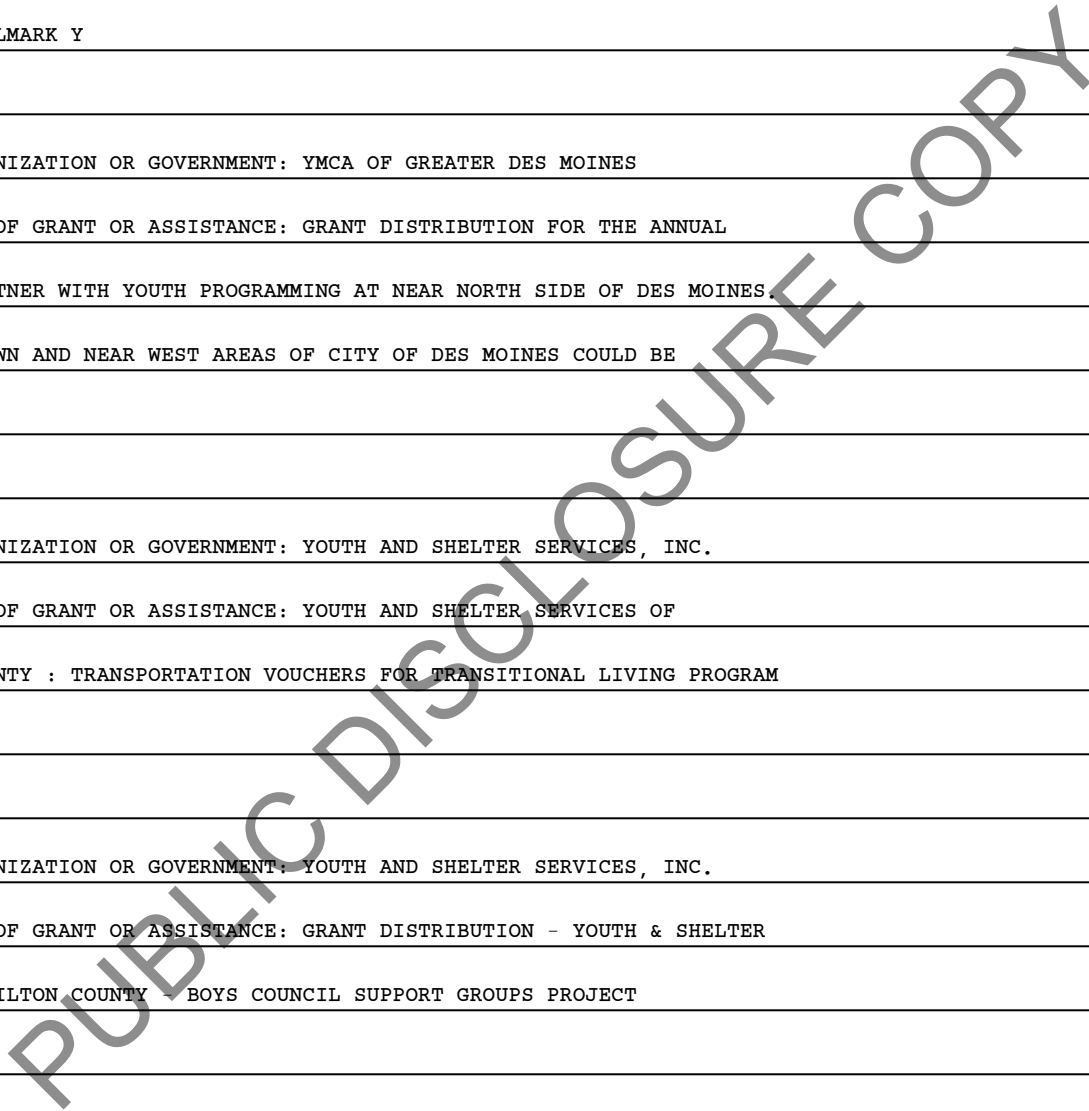 LMARK Y
NIZATION OR GOVERNMENT: YMCA OF GREATER DES MOINES
OF GRANT OR ASSISTANCE: GRANT DISTRIBUTION FOR THE ANNUAL
TNER WITH YOUTH PROGRAMMING AT NEAR NORTH SIDE OF DES MOINES.
WN AND NEAR WEST AREAS OF CITY OF DES MOINES COULD BE
NIZATION OR GOVERNMENT: YOUTH AND SHELTER SERVICES, INC.
OF GRANT OR ASSISTANCE: YOUTH AND SHELTER SERVICES OF
NTY : TRANSPORTATION VOUCHERS FOR TRANSITIONAL LIVING PROGRAM
NIZATION OR GOVERNMENT: YOUTH AND SHELTER SERVICES, INC.
OF GRANT OR ASSISTANCE: GRANT DISTRIBUTION - YOUTH & SHELTER
ILTON COUNTY - BOYS COUNCIL SUPPORT GROUPS PROJECT
PUBLIC DISCLOSURE COPY